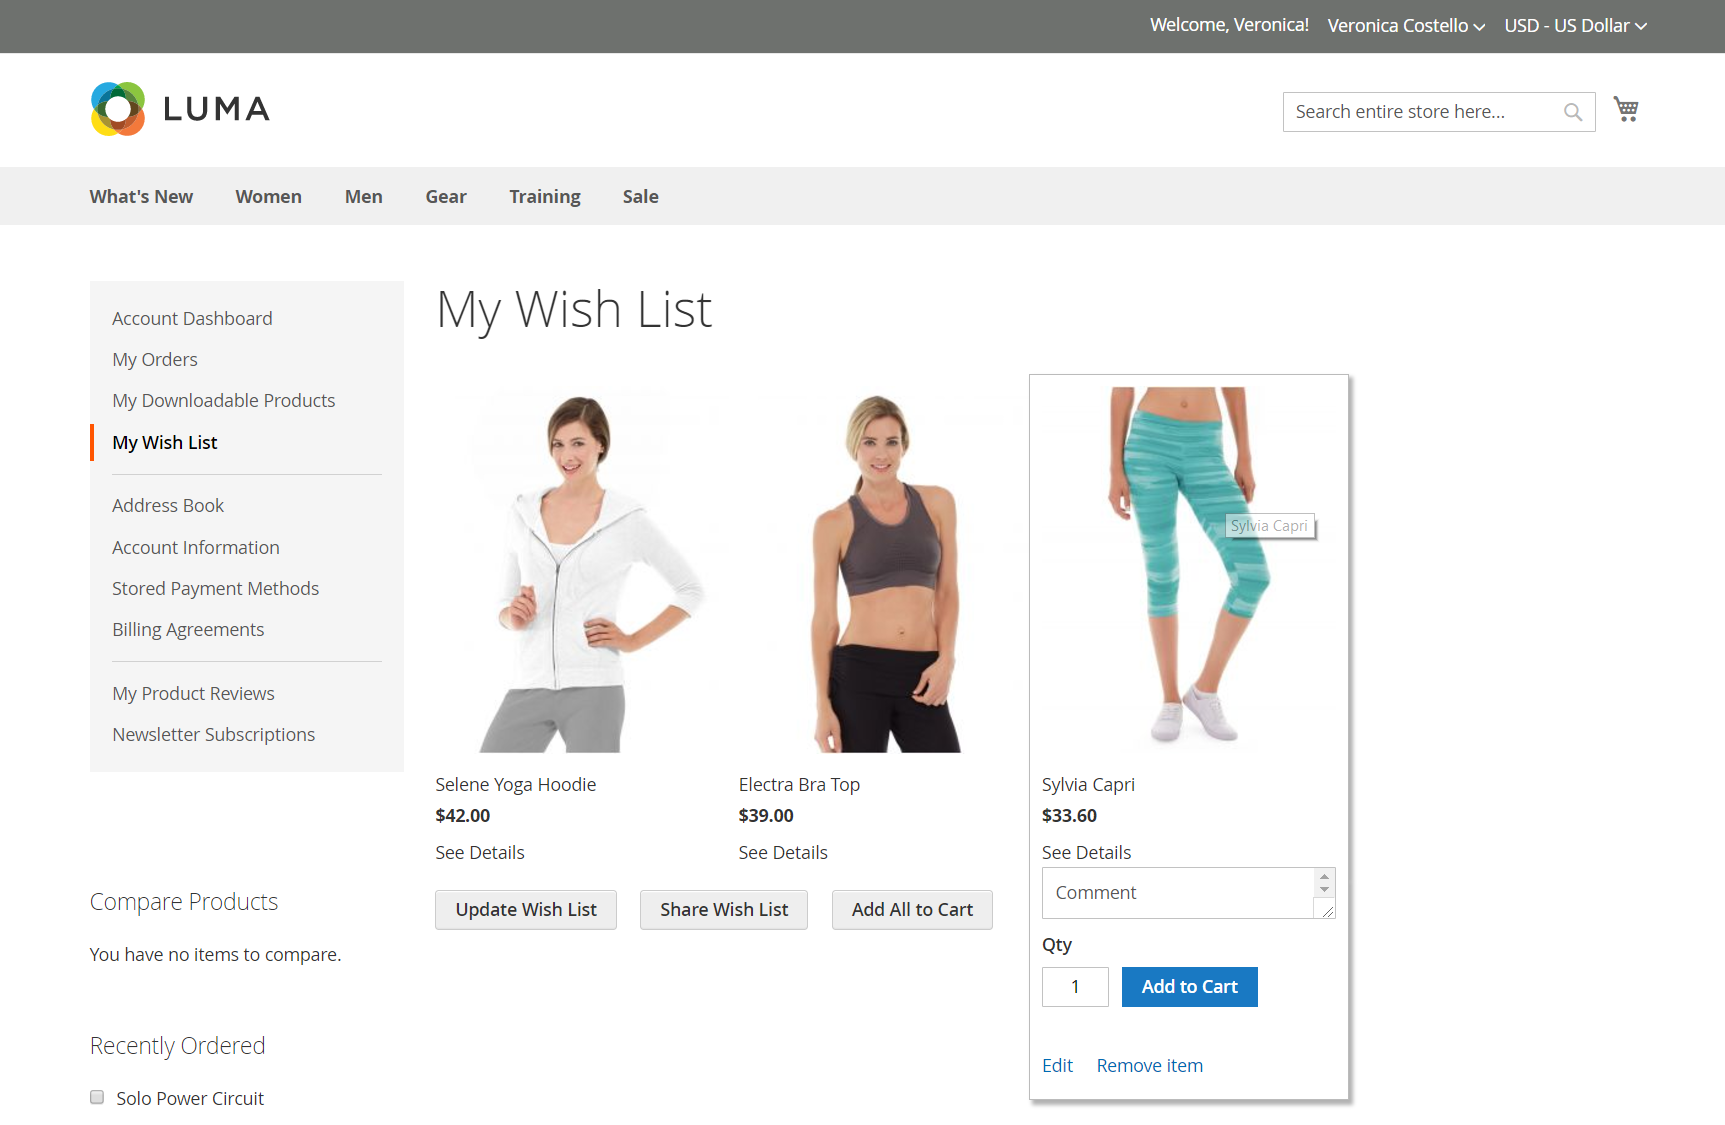 Welcome, Veronica! Veronica Costello USD - US Dollar
LUMA
Search entire store here...
What's New Women Men Gear Training Sale
Account Dashboard
My Orders
My Downloadable Products
My Wish List
Address Book
Account Information
Stored Payment Methods
Billing Agreements
My Product Reviews
Newsletter Subscriptions
Compare Products
You have no items to compare.
Recently Ordered
Solo Power Circuit
My Wish List
Selene Yoga Hoodie
$42.00
See Details
Electra Bra Top
$39.00
See Details
Sylvia Capri
Sylvia Capri
$33.60
See Details
Comment
Qty
1 Add to Cart
Edit Remove item
Update Wish List Share Wish List Add All to Cart